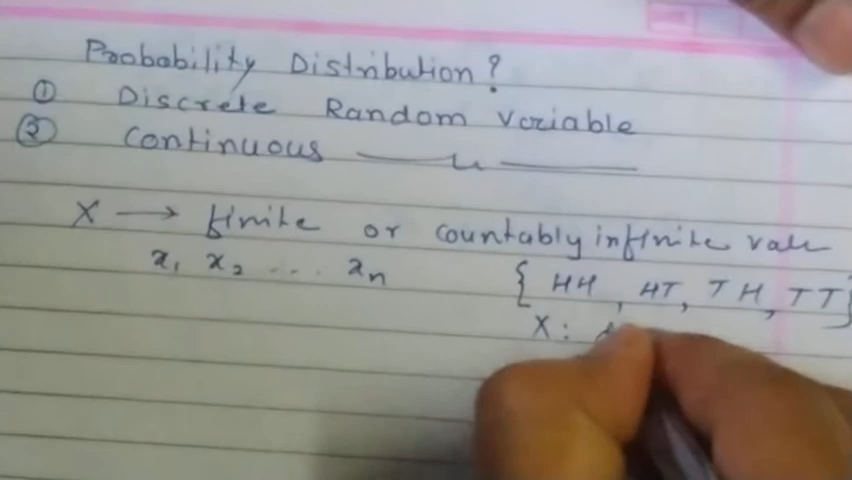 Probability Distribution?
① Discrete Random Variable
② Continuous —— " ——
X → finite or countably infinite valu
x₁ x₂ ... xₙ
{ HH, HT, TH, TT}
X: